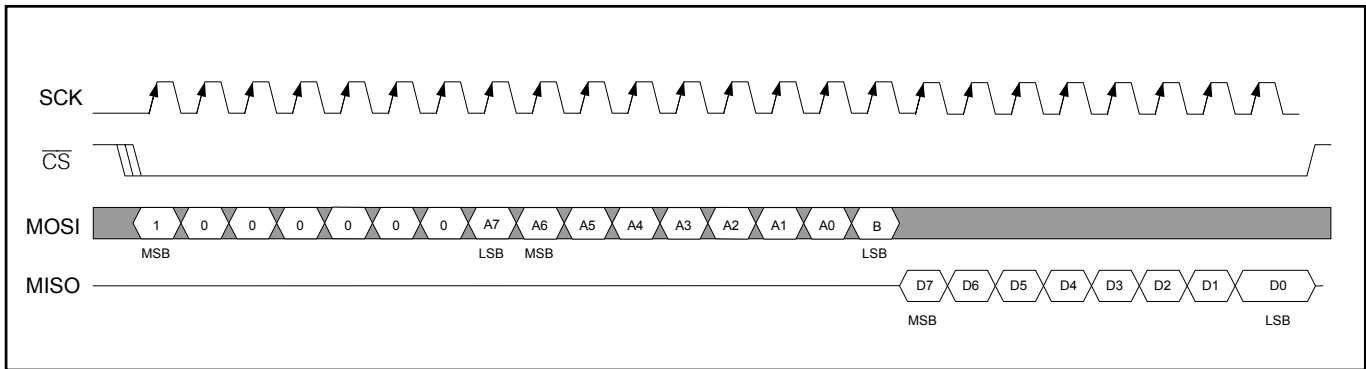 SCK
CS
MOSI 1 0 0 0 0 0 0 A7 A6 A5 A4 A3 A2 A1 A0 B
MSB LSB MSB LSB
MISO D7 D6 D5 D4 D3 D2 D1 D0
MSB LSB